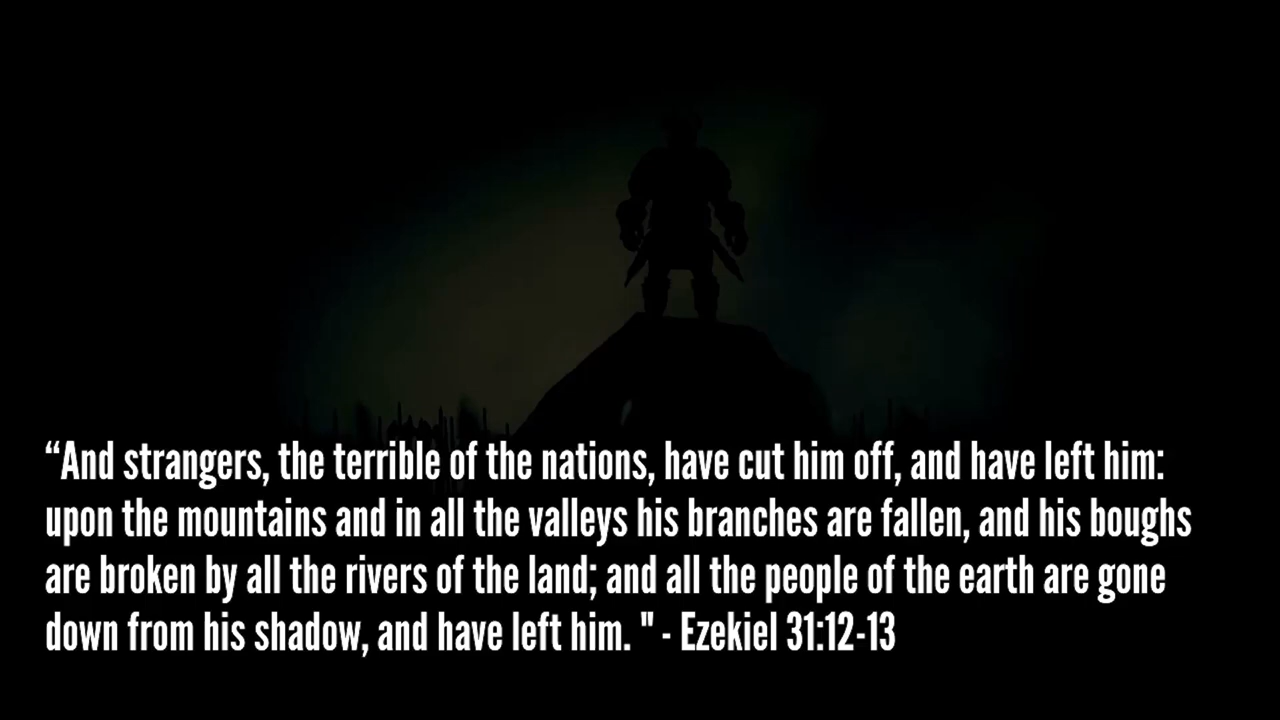 “And strangers, the terrible of the nations, have cut him off, and have left him:
upon the mountains and in all the valleys his branches are fallen, and his boughs
are broken by all the rivers of the land; and all the people of the earth are gone
down from his shadow, and have left him. " - Ezekiel 31:12-13